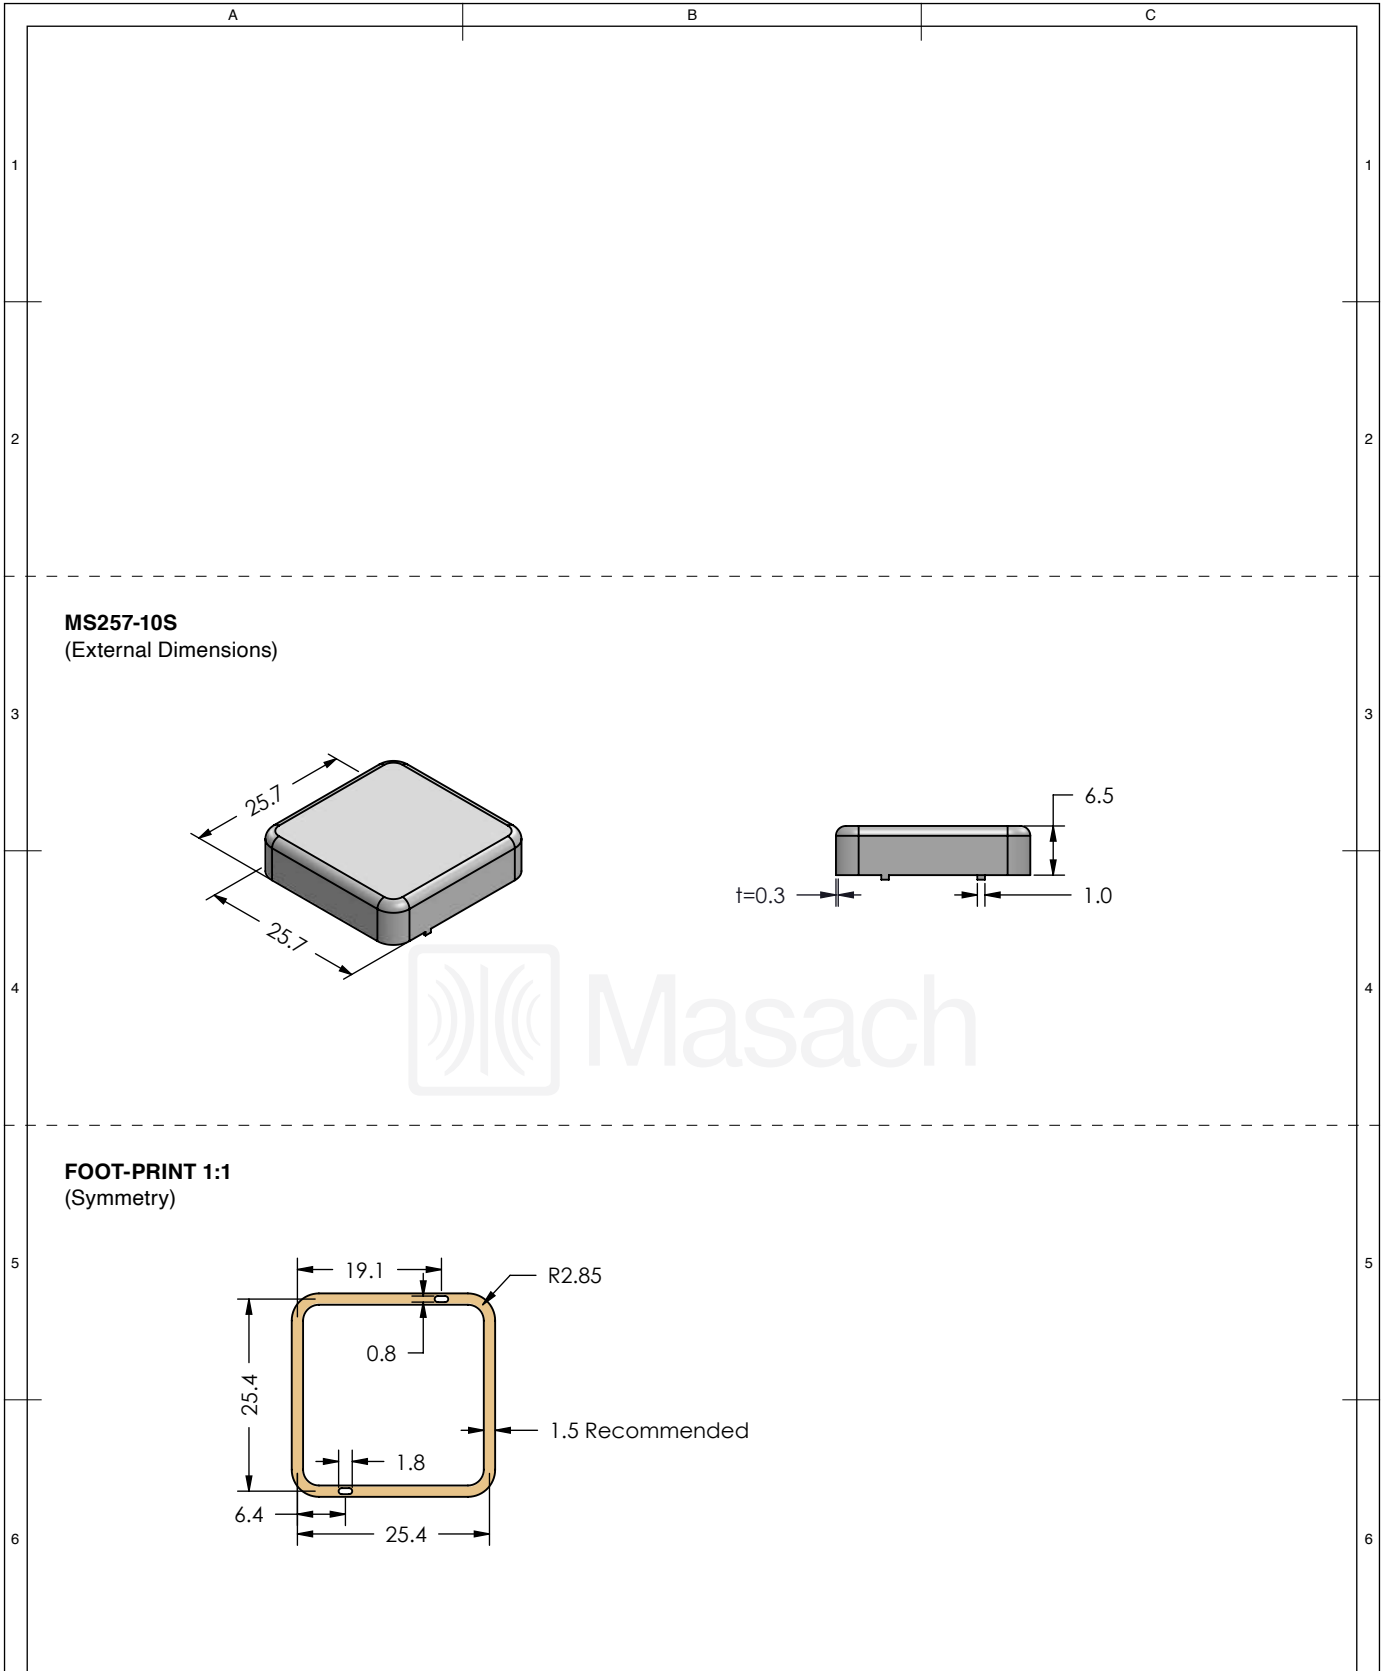 A
B
C
1
1
2
2
MS257-10S
(External Dimensions)
3
3
25.7
6.5
t=0.3
1.0
25.7
Masach
4
4
FOOT-PRINT 1:1
(Symmetry)
5
5
19.1
R2.85
0.8
25.4
1.5 Recommended
1.8
6.4
25.4
6
6